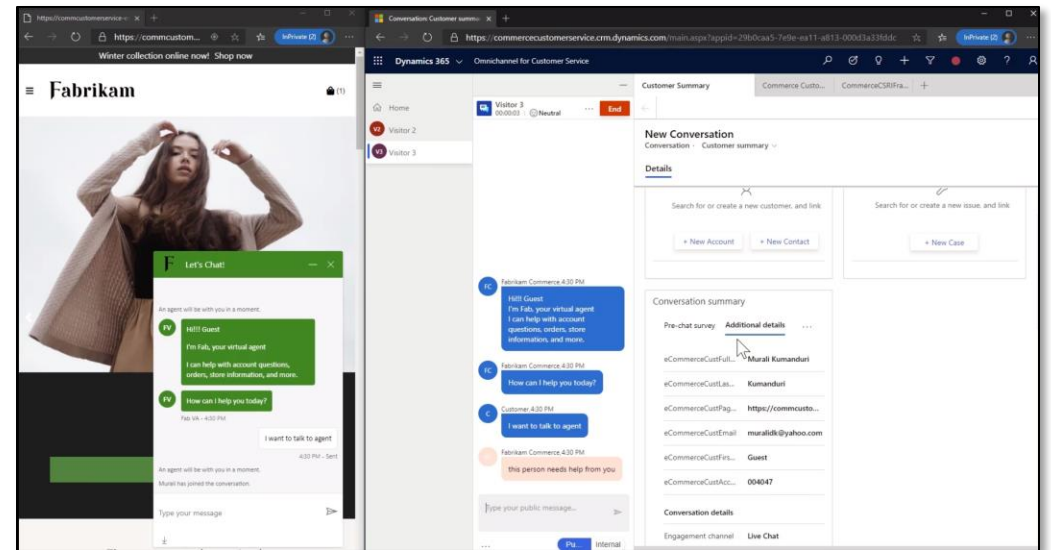 https://commcustomerservice-e
https://commcustom...
InPrivate (2)
Winter collection online now! Shop now
Fabrikam
(1)
Let's Chat!
An agent will be with you in a moment.
FV
Hi!!! Guest
I'm Fab, your virtual agent
I can help with account questions,
orders, store information, and more.
FV
How can I help you today?
Fab VA - 4:30 PM
I want to talk to agent
4:30 PM - Sent
An agent will be with you in a moment.
Murali has joined the conversation.
Type your message
Conversation: Customer summa
https://commercecustomerservice.crm.dynamics.com/main.aspx?appid=29b0caa5-7e9e-ea11-a813-000d3a33fddc
InPrivate (2)
Dynamics 365
Omnichannel for Customer Service
Home
V2 Visitor 2
V3 Visitor 3
Visitor 3
00:00:03
Neutral
...
End
FC
Fabrikam Commerce, 4:30 PM
Hi!!! Guest
I'm Fab, your virtual agent
I can help with account
questions, orders, store
information, and more.
FC
Fabrikam Commerce, 4:30 PM
How can I help you today?
C
Customer, 4:30 PM
I want to talk to agent
Fabrikam Commerce, 4:30 PM
this person needs help from you
Type your public message...
...
Pu...
Internal
Customer Summary
Commerce Custo...
CommerceCSRIFra...
New Conversation
Conversation · Customer summary
Details
Search for or create a new customer, and link
+ New Account
+ New Contact
Search for or create a new issue, and link
+ New Case
Conversation summary
Pre-chat survey
Additional details
...
eCommerceCustFull... Murali Kumanduri
eCommerceCustLas... Kumanduri
eCommerceCustPag... https://commcusto...
eCommerceCustEmail muralidk@yahoo.com
eCommerceCustFirs... Guest
eCommerceCustAcc... 004047
Conversation details
Engagement channel Live Chat